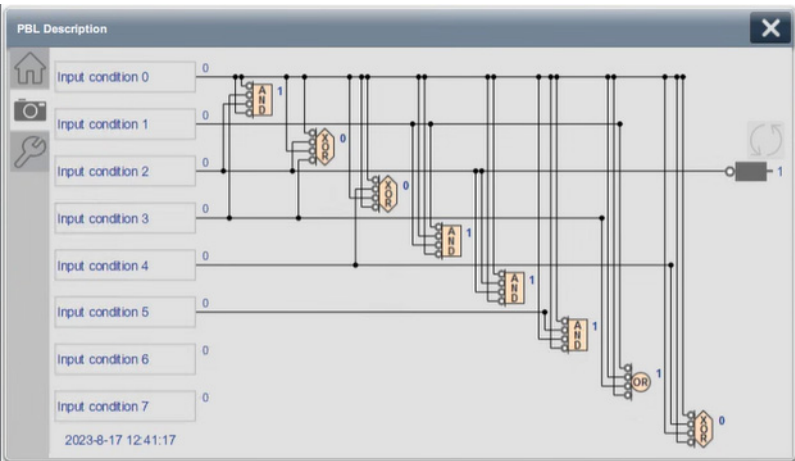 PBL Description
Input condition 0 0
AND 1
Input condition 1 0
XOR 0
Input condition 2 0
1
XOR 0
Input condition 3 0
AND 1
Input condition 4 0
AND 1
Input condition 5 0
AND 1
Input condition 6 0
OR 1
Input condition 7 0
XOR 0
2023-8-17 12:41:17